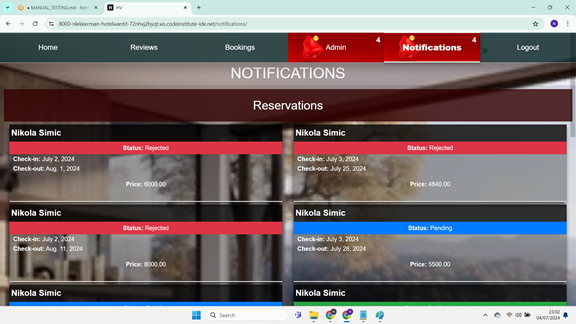 MANUAL_TESTING.md - hote
HV
8000-nikkkerman-hotelwantit-72nhvj2byqt.ws.codeinstitute-ide.net/notifications/
Home
Reviews
Bookings
Admin
4
Notifications
4
Logout
NOTIFICATIONS
Reservations
Nikola Simic
Status: Rejected
Check-in: July 2, 2024
Check-out: Aug. 1, 2024
Price: 6000.00
Nikola Simic
Status: Rejected
Check-in: July 3, 2024
Check-out: July 25, 2024
Price: 4840.00
Nikola Simic
Status: Rejected
Check-in: July 2, 2024
Check-out: Aug. 11, 2024
Price: 8000.00
Nikola Simic
Status: Pending
Check-in: July 3, 2024
Check-out: July 28, 2024
Price: 5500.00
Nikola Simic
Nikola Simic
Search
23:02
04/07/2024